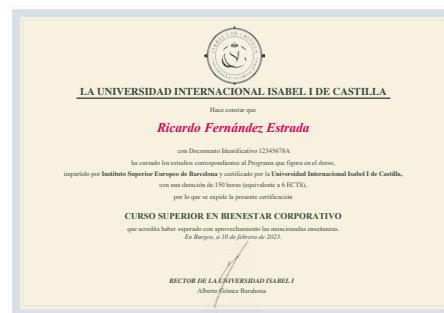 ISABEL I DE CASTILLA
LA UNIVERSIDAD INTERNACIONAL ISABEL I DE CASTILLA
Hace constar que
Ricardo Fernández Estrada
con Documento Identificativo 12345678A
ha cursado los estudios correspondientes al Programa que figura en el dorso,
impartido por Instituto Superior Europeo de Barcelona y certificado por la Universidad Internacional Isabel I de Castilla,
con una duración de 150 horas (equivalente a 6 ECTS),
por lo que se expide la presente certificación
CURSO SUPERIOR EN BIENESTAR CORPORATIVO
que acredita haber superado con aprovechamiento las mencionadas enseñanzas.
En Burgos, a 10 de febrero de 2023.
RECTOR DE LA UNIVERSIDAD ISABEL I
Alberto Gómez Barahona